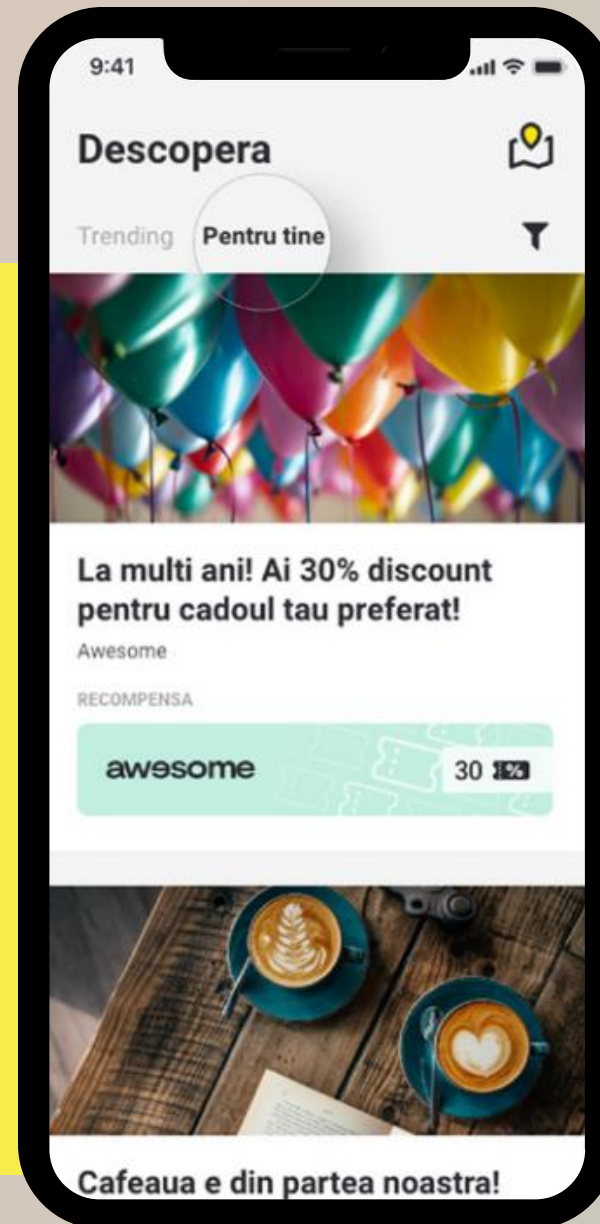 9:41
Descopera
Trending Pentru tine
La multi ani! Ai 30% discount
pentru cadoul tau preferat!
Awesome
RECOMPENSA
awesome 30 %
Cafeaua e din partea noastra!